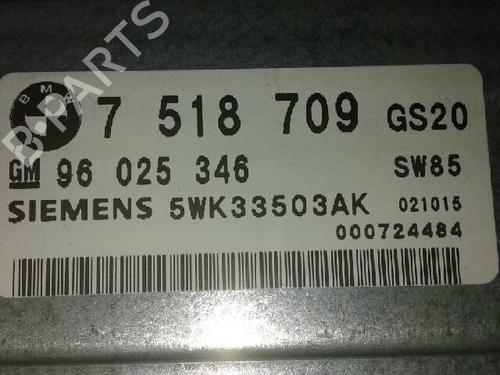 B PARTS
BMW
7 518 709 GS20
GM 96 025 346 SW85
SIEMENS 5WK33503AK 021015
000724484